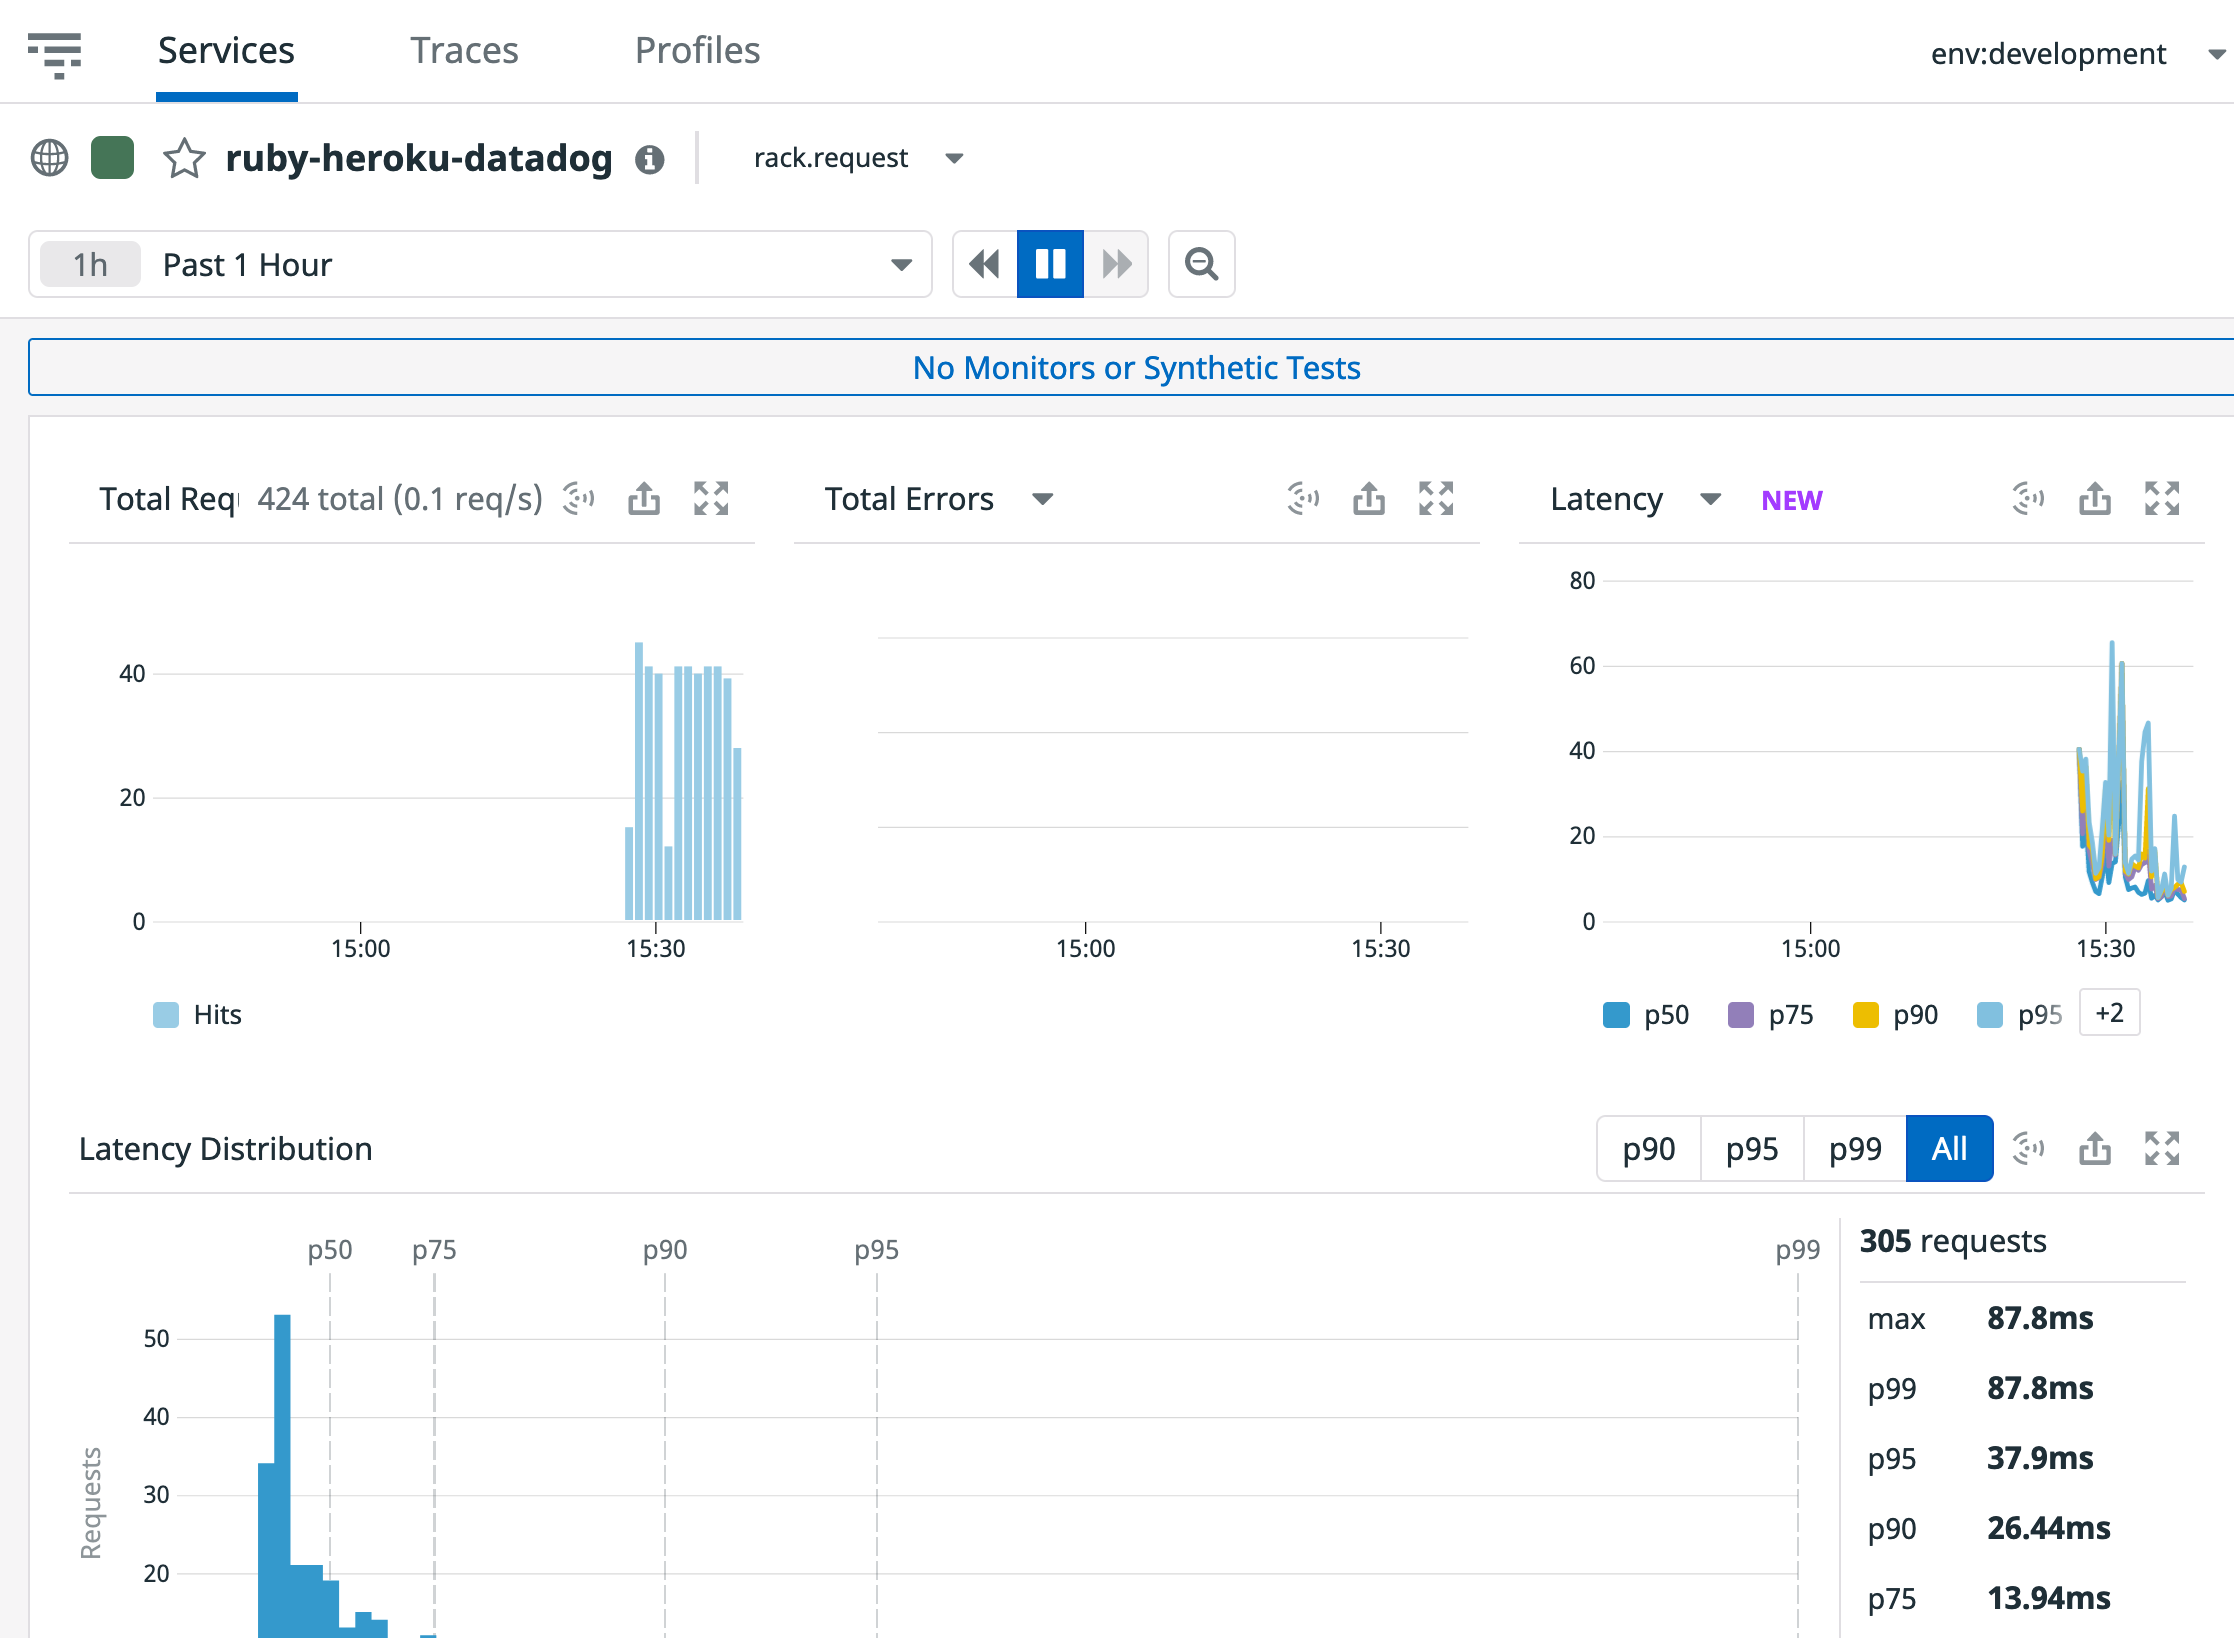 Services Traces Profiles env:development
ruby-heroku-datadog rack.request
1h Past 1 Hour
No Monitors or Synthetic Tests
Total Req 424 total (0.1 req/s)
40
20
0
15:00 15:30
Hits
Total Errors
15:00 15:30
Latency NEW
80
60
40
20
0
15:00 15:30
p50 p75 p90 p95 +2
Latency Distribution
p90 p95 p99 All
p50 p75 p90 p95 p99
50
40
30
20
Requests
305 requests
max 87.8ms
p99 87.8ms
p95 37.9ms
p90 26.44ms
p75 13.94ms